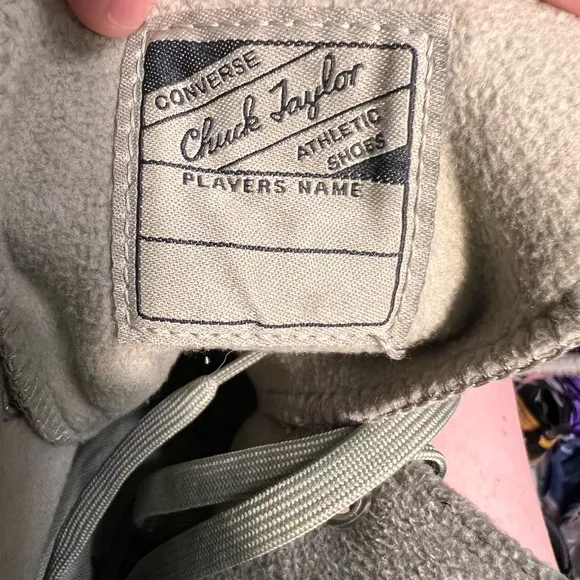 CONVERSE
Chuck Taylor
ATHLETIC
SHOES
PLAYERS NAME